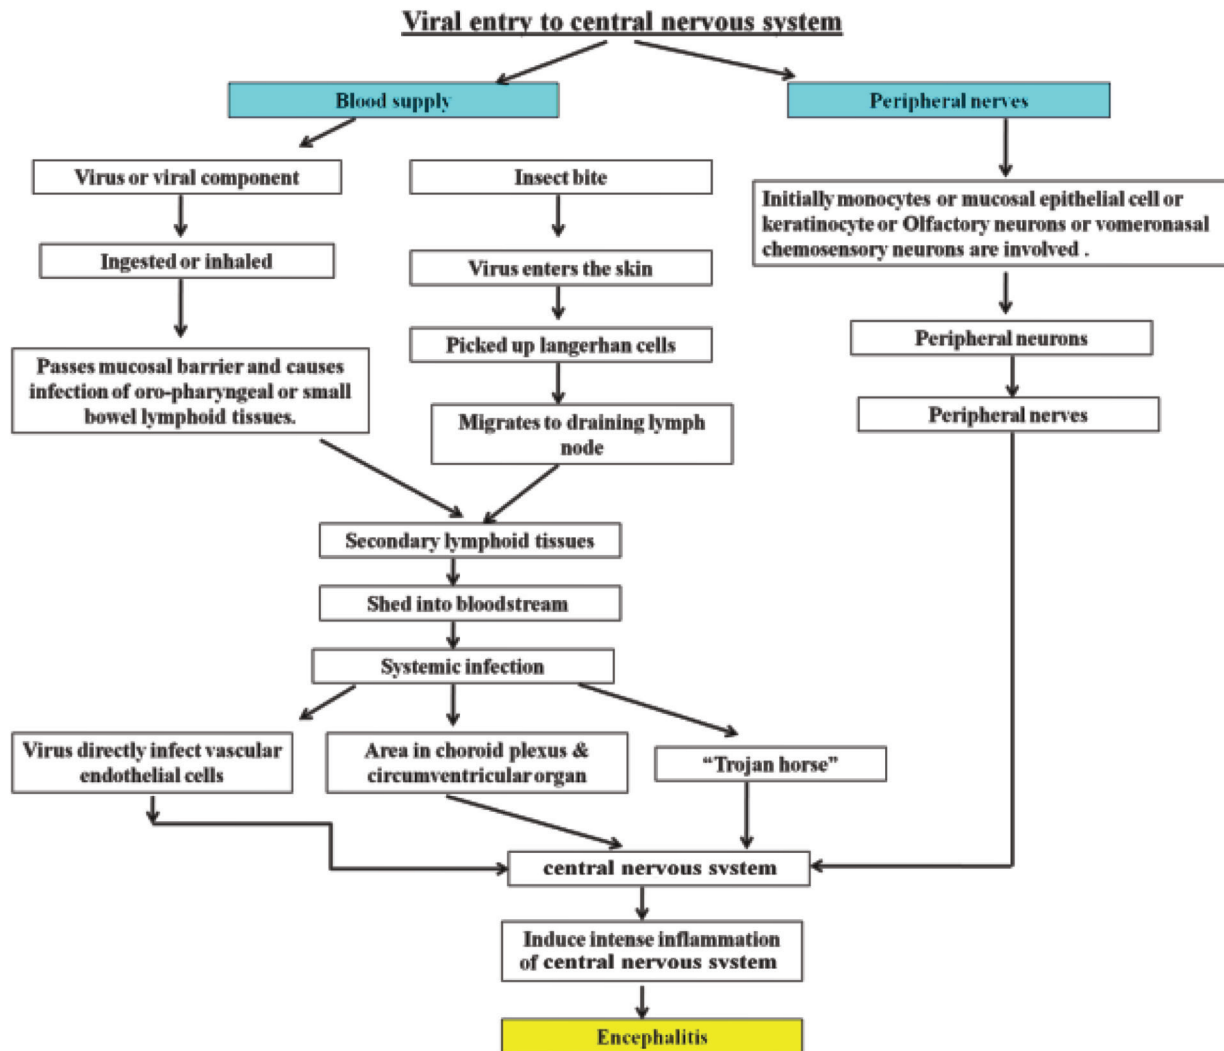 Viral entry to central nervous system
Blood supply
Peripheral nerves
Virus or viral component
Insect bite
Initially monocytes or mucosal epithelial cell or
keratinocyte or Olfactory neurons or vomeronasal
chemosensory neurons are involved .
Ingested or inhaled
Virus enters the skin
Picked up langerhan cells
Peripheral neurons
Passes mucosal barrier and causes
infection of oro-pharyngeal or small
bowel lymphoid tissues.
Migrates to draining lymph
node
Peripheral nerves
Secondary lymphoid tissues
Shed into bloodstream
Systemic infection
Virus directly infect vascular
endothelial cells
Area in choroid plexus &
circumventricular organ
“Trojan horse”
central nervous system
Induce intense inflammation
of central nervous system
Encephalitis